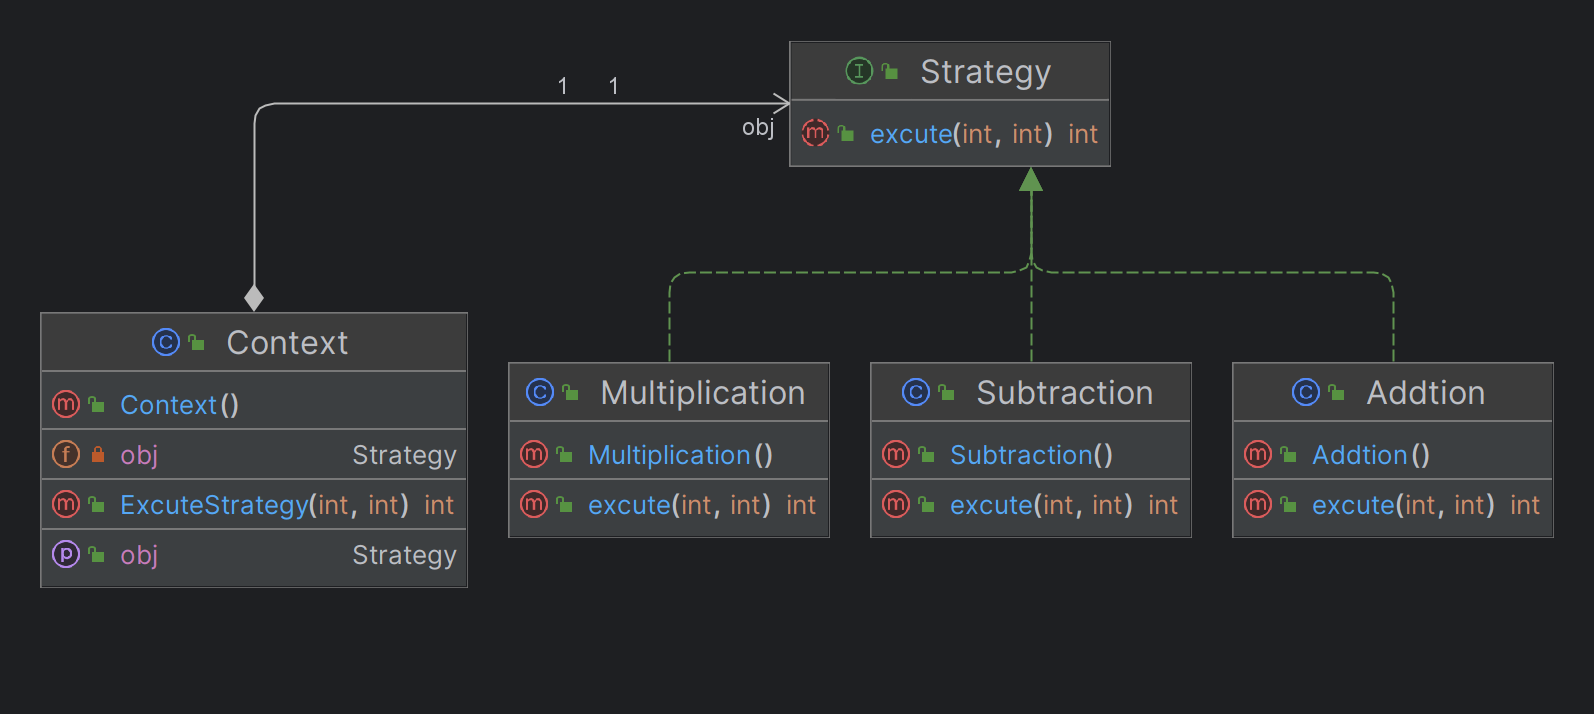 1 1
obj
I Strategy
m excute(int, int) int
C Context
m Context()
f obj Strategy
m ExcuteStrategy(int, int) int
p obj Strategy
C Multiplication
m Multiplication()
m excute(int, int) int
C Subtraction
m Subtraction()
m excute(int, int) int
C Addtion
m Addtion()
m excute(int, int) int